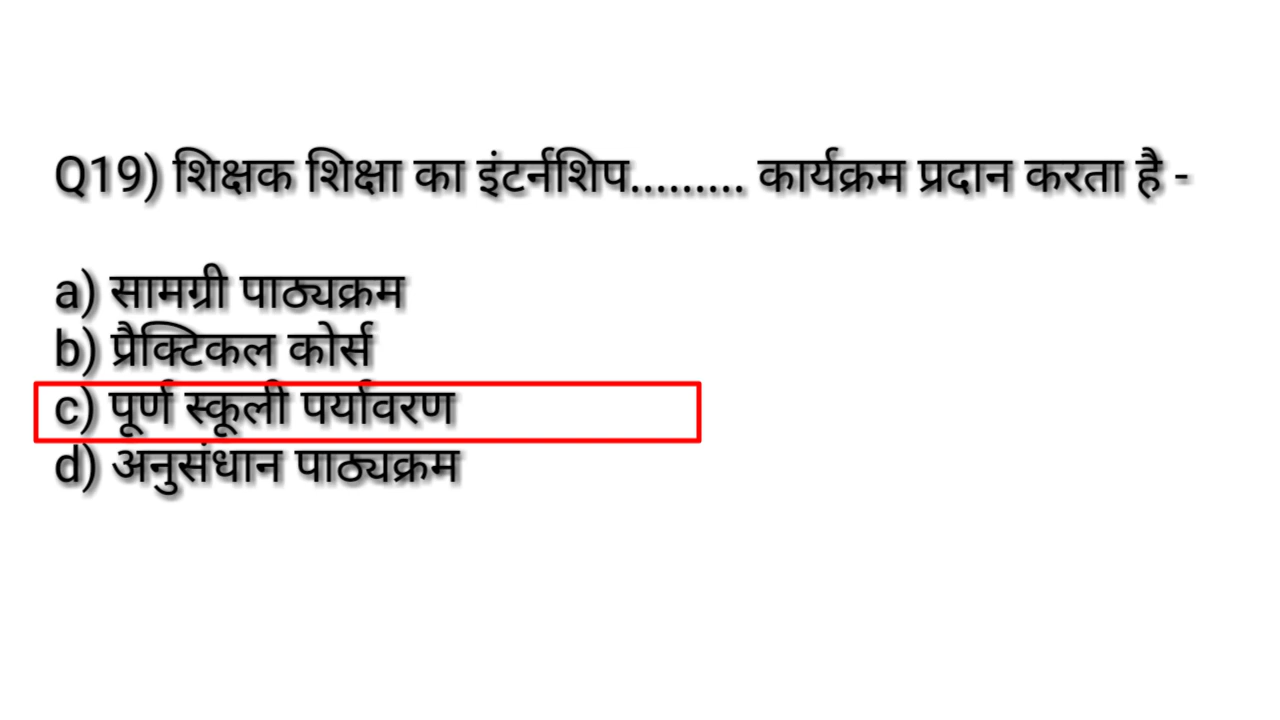 Q19) शिक्षक शिक्षा का इंटर्नशिप......... कार्यक्रम प्रदान करता है -
a) सामग्री पाठ्यक्रम
b) प्रैक्टिकल कोर्स
c) पूर्ण स्कूली पर्यावरण
d) अनुसंधान पाठ्यक्रम